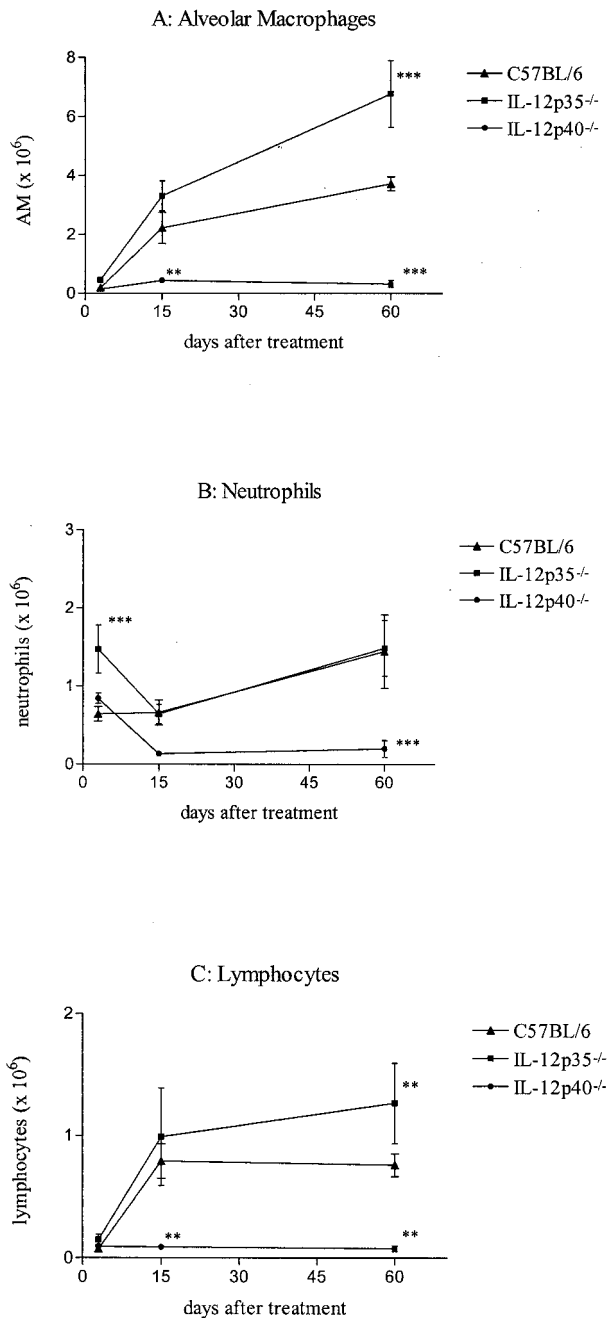 A: Alveolar Macrophages
8
6
4
2
0
AM (x 10⁶)
***
**
***
0 15 30 45 60
days after treatment
C57BL/6
IL-12p35⁻/⁻
IL-12p40⁻/⁻
B: Neutrophils
3
2
1
0
neutrophils (x 10⁶)
***
***
0 15 30 45 60
days after treatment
C57BL/6
IL-12p35⁻/⁻
IL-12p40⁻/⁻
C: Lymphocytes
2
1
0
lymphocytes (x 10⁶)
**
**
**
0 15 30 45 60
days after treatment
C57BL/6
IL-12p35⁻/⁻
IL-12p40⁻/⁻